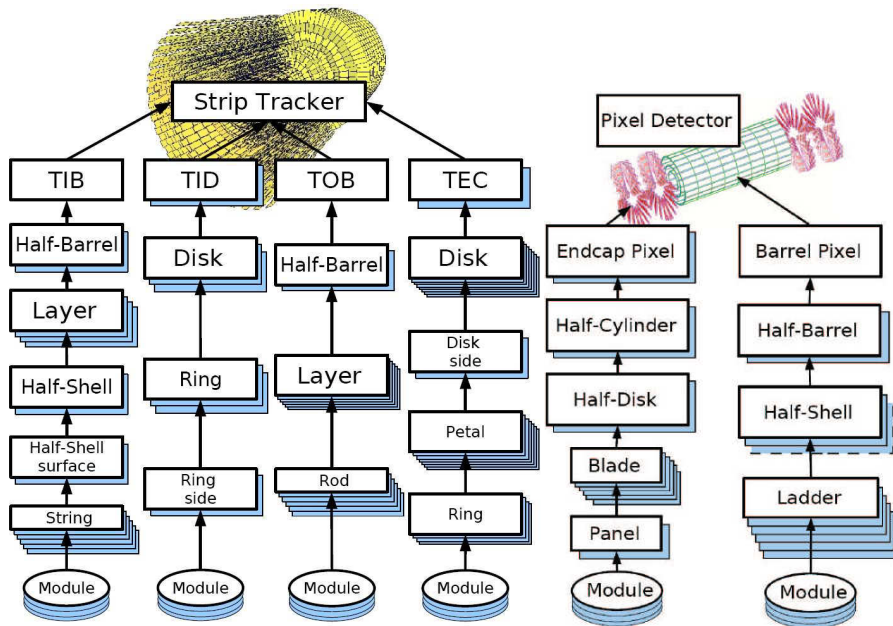 Strip Tracker
Pixel Detector
TIB
TID
TOB
TEC
Half-Barrel
Disk
Half-Barrel
Disk
Endcap Pixel
Barrel Pixel
Layer
Ring
Layer
Disk
side
Half-Cylinder
Half-Barrel
Half-Shell
Petal
Half-Disk
Half-Shell
Half-Shell
surface
Ring
side
Rod
Ring
Blade
Ladder
String
Panel
Module
Module
Module
Module
Module
Module